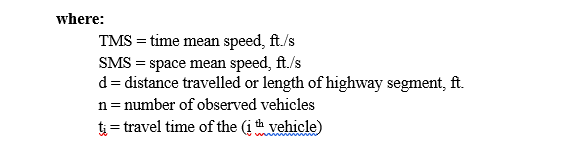 where:
TMS = time mean speed, ft./s
SMS = space mean speed, ft./s
d = distance travelled or length of highway segment, ft.
n = number of observed vehicles
tᵢ = travel time of the (i th vehicle)